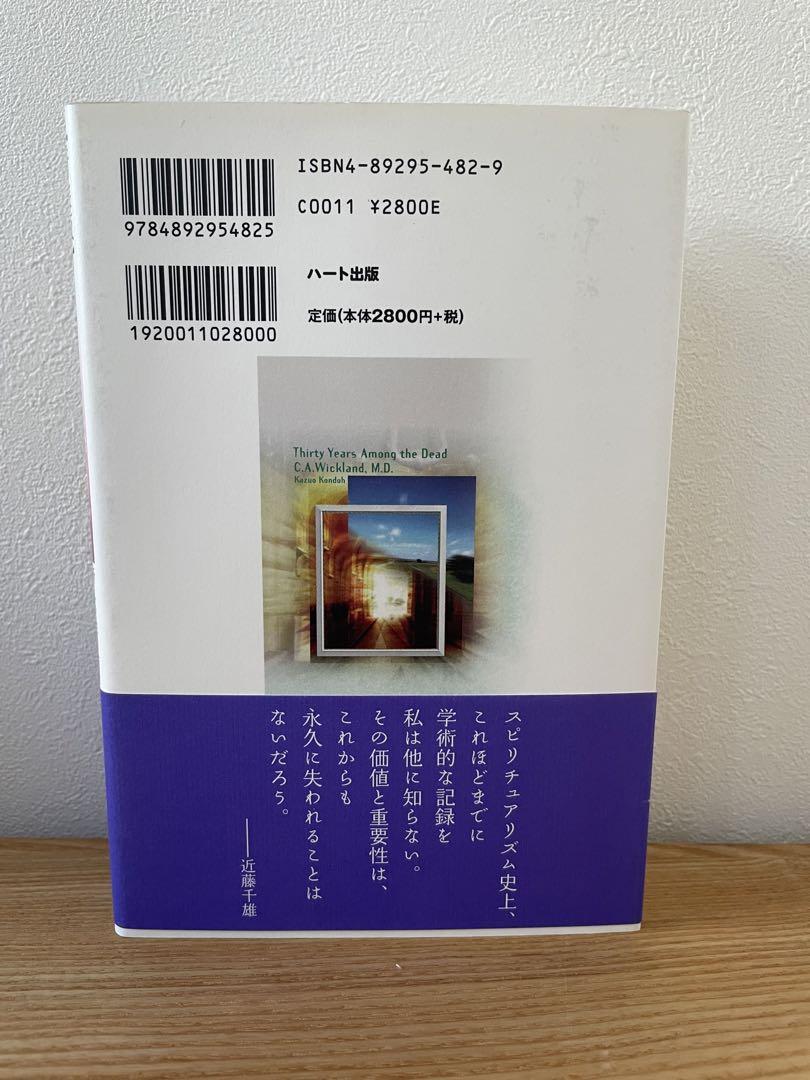 ISBN4-89295-482-9
C0011 ¥2800E
9784892954825
ハート出版
定価(本体2800円+税)
1920011028000
Thirty Years Among the Dead
C.A.Wickland, M.D.
Kazuo Kondoh
スピリチュアリズム史上、
これほどまでに
学術的な記録を
私は他に知らない。
その価値と重要性は、
これからも
永久に失われることは
ないだろう。
──近藤千雄